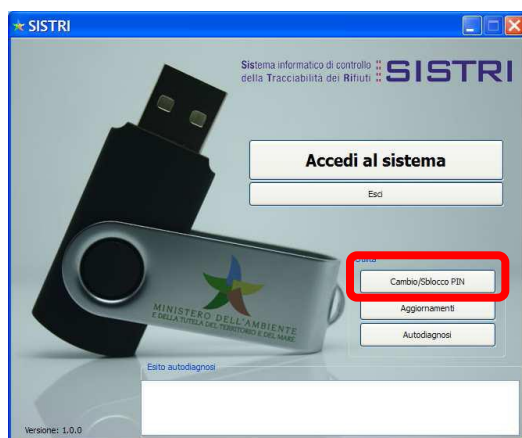 SISTRI
Sistema informatico di controllo
della Tracciabilità dei Rifiuti
SISTRI
Accedi al sistema
Esci
Cambio/Sblocco PIN
Aggiornamenti
Autodiagnosi
MINISTERO DELL'AMBIENTE
E DELLA TUTELA DEL TERRITORIO E DEL MARE
Esito autodiagnosi
Versione: 1.0.0